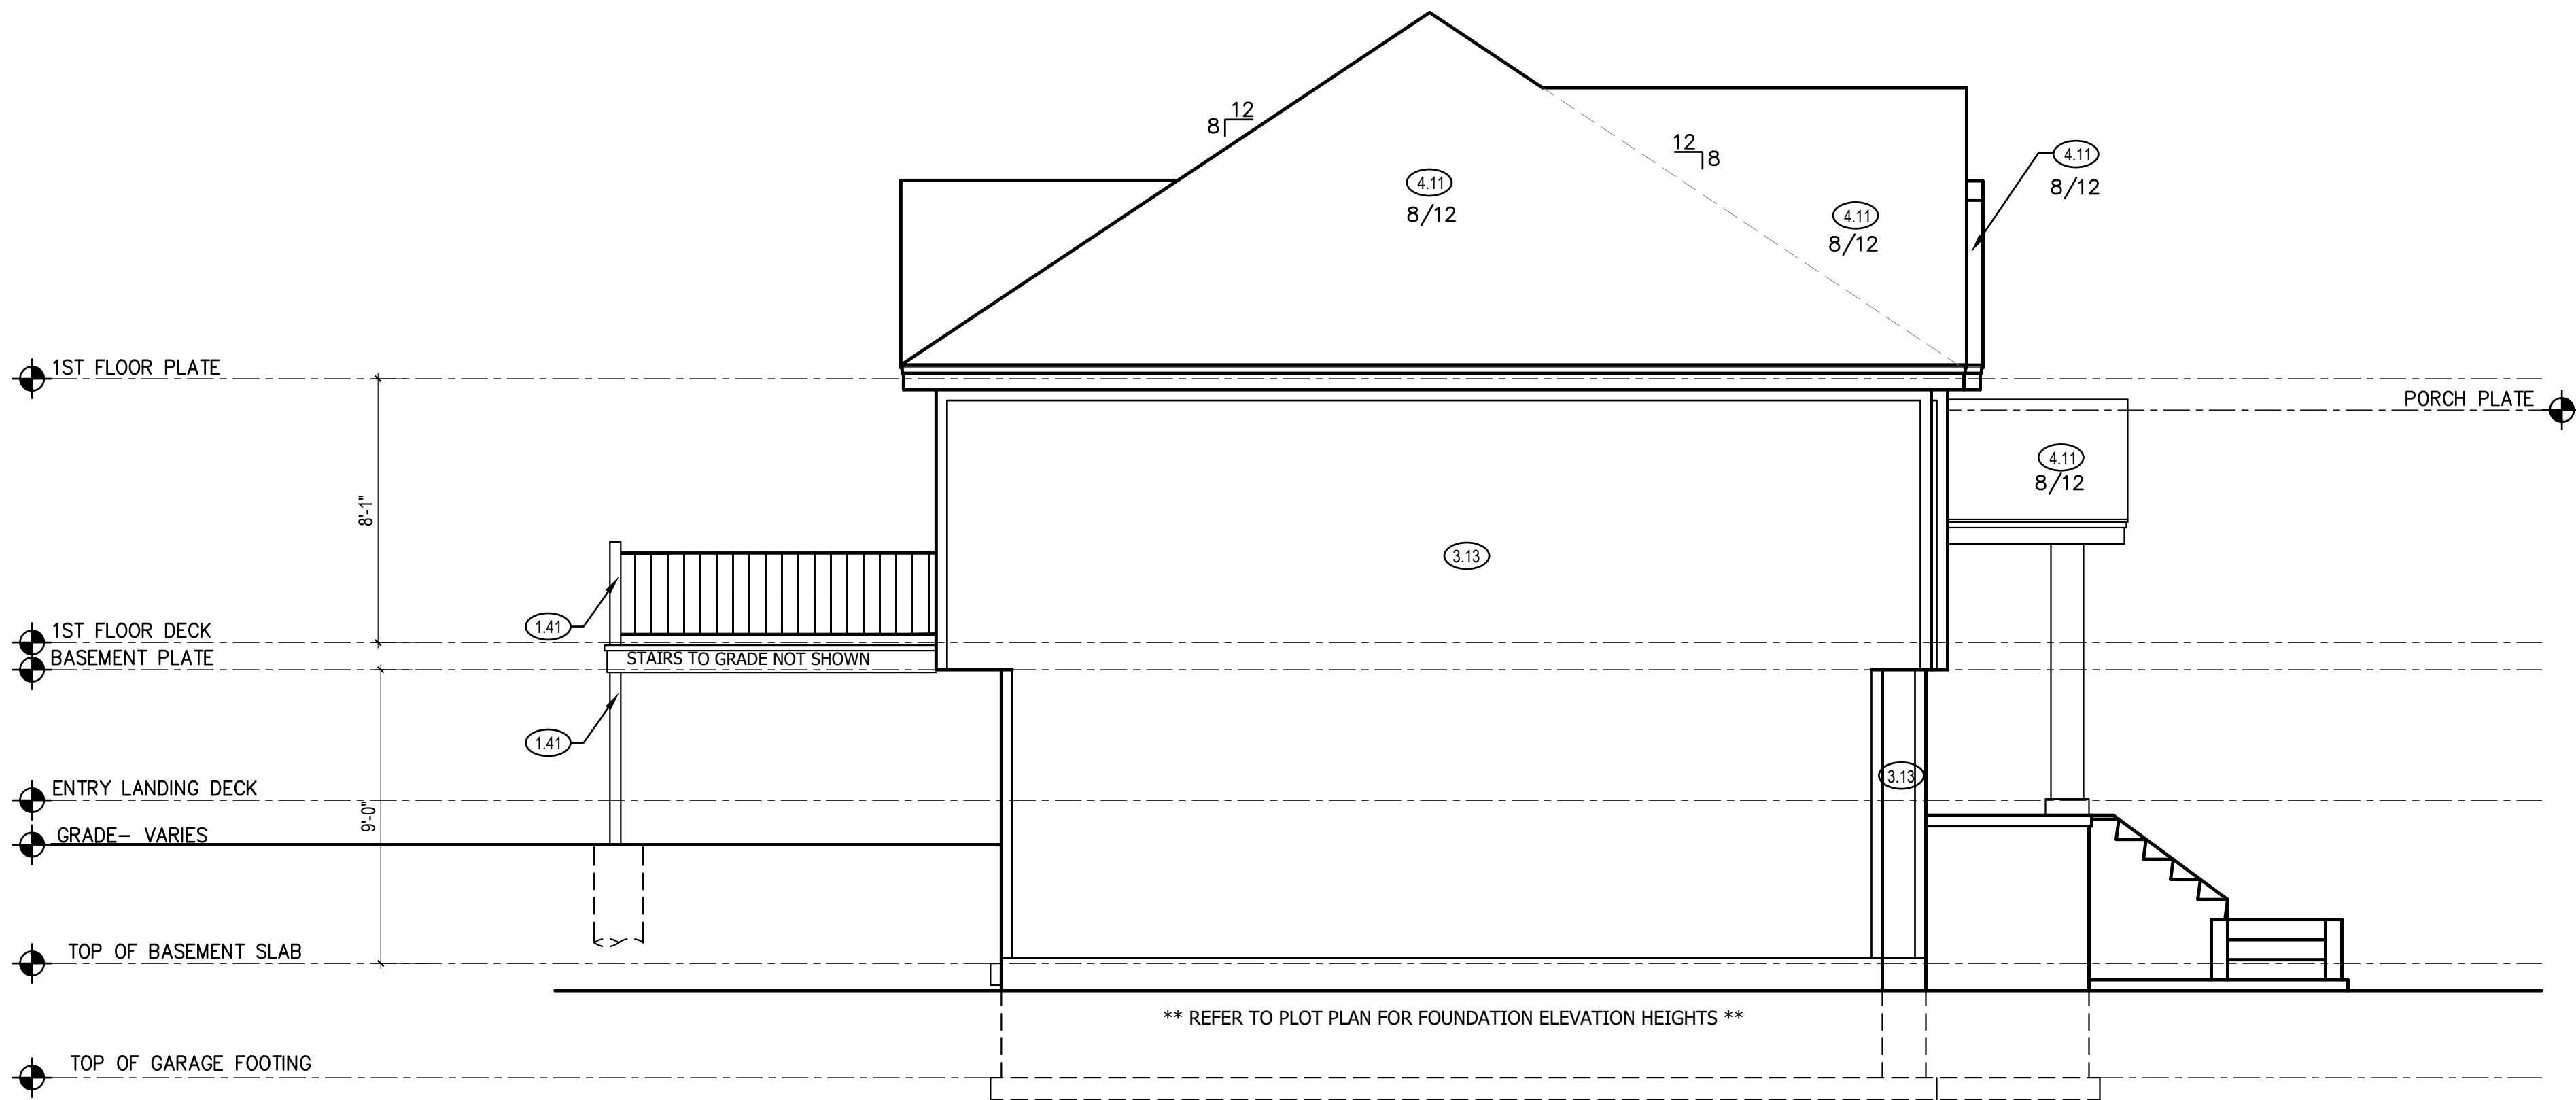 12
8
12
8
4.11
8/12
4.11
8/12
4.11
8/12
1ST FLOOR PLATE
PORCH PLATE
4.11
8/12
8'-1"
3.13
1.41
1ST FLOOR DECK
BASEMENT PLATE
STAIRS TO GRADE NOT SHOWN
1.41
3.13
ENTRY LANDING DECK
9'-0"
GRADE- VARIES
TOP OF BASEMENT SLAB
** REFER TO PLOT PLAN FOR FOUNDATION ELEVATION HEIGHTS **
TOP OF GARAGE FOOTING